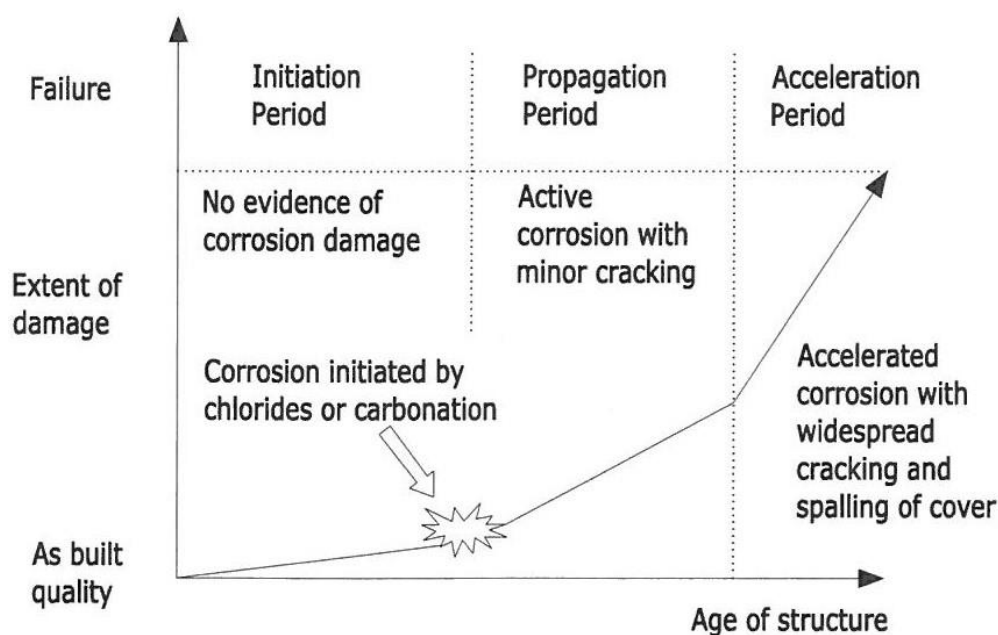 Failure
Initiation
Period
Propagation
Period
Acceleration
Period
No evidence of
corrosion damage
Active
corrosion with
minor cracking
Extent of
damage
Corrosion initiated by
chlorides or carbonation
Accelerated
corrosion with
widespread
cracking and
spalling of cover
As built
quality
Age of structure